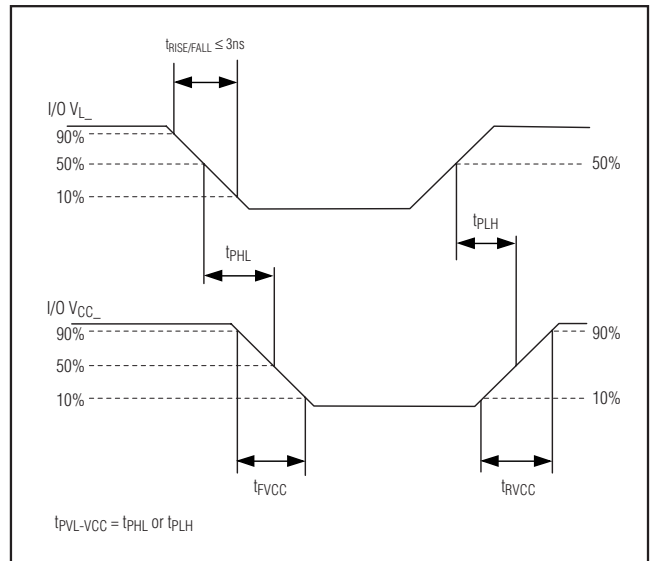 tRISE/FALL ≤ 3ns
I/O VL_
90%
50%
50%
10%
tPHL
tPLH
I/O VCC_
90%
90%
50%
10%
10%
tFVCC
tRVCC
tPVL-VCC = tPHL or tPLH